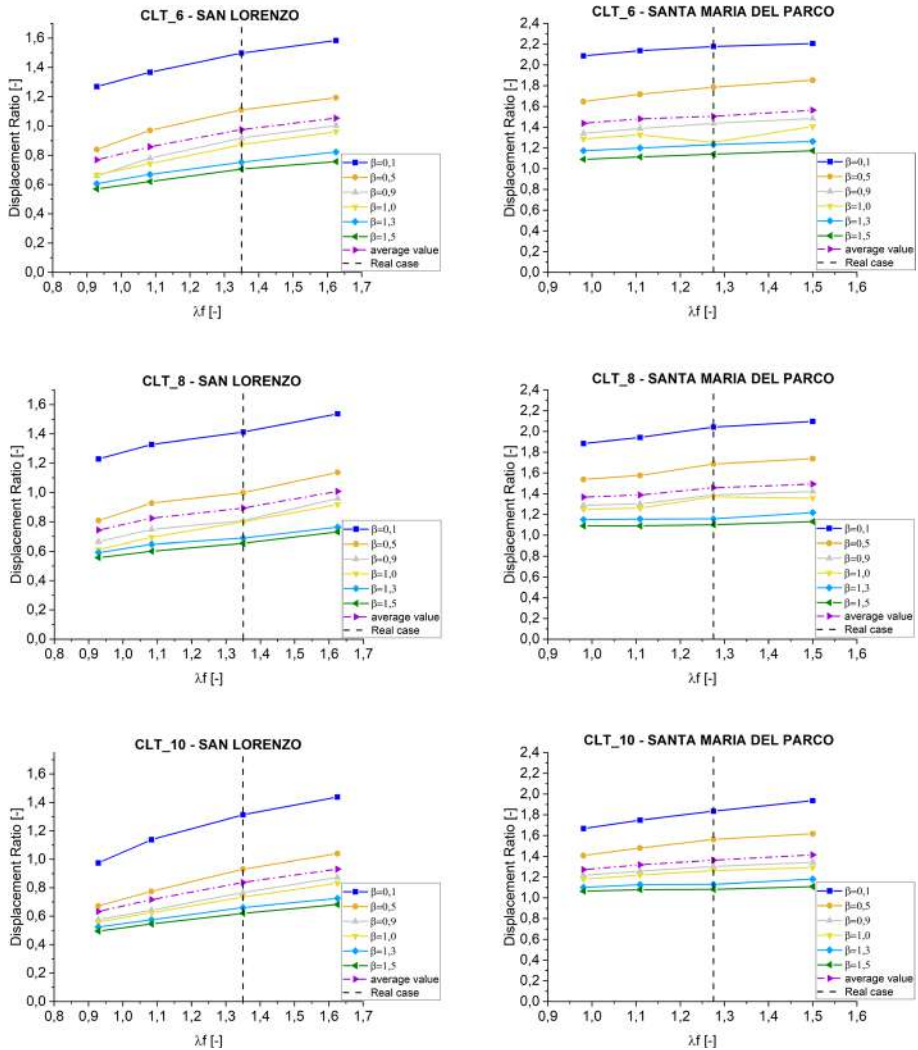 CLT_6 - SAN LORENZO
Displacement Ratio [-]
1,6
1,4
1,2
1,0
0,8
0,6
0,4
0,2
0,0
0,8 0,9 1,0 1,1 1,2 1,3 1,4 1,5 1,6 1,7
λf [-]
β=0,1
β=0,5
β=0,9
β=1,0
β=1,3
β=1,5
average value
Real case
CLT_6 - SANTA MARIA DEL PARCO
Displacement Ratio [-]
2,4
2,2
2,0
1,8
1,6
1,4
1,2
1,0
0,8
0,6
0,4
0,2
0,0
0,9 1,0 1,1 1,2 1,3 1,4 1,5 1,6
λf [-]
β=0,1
β=0,5
β=0,9
β=1,0
β=1,3
β=1,5
average value
Real case
CLT_8 - SAN LORENZO
Displacement Ratio [-]
1,6
1,4
1,2
1,0
0,8
0,6
0,4
0,2
0,0
0,8 0,9 1,0 1,1 1,2 1,3 1,4 1,5 1,6 1,7
λf [-]
β=0,1
β=0,5
β=0,9
β=1,0
β=1,3
β=1,5
average value
Real case
CLT_8 - SANTA MARIA DEL PARCO
Displacement Ratio [-]
2,4
2,2
2,0
1,8
1,6
1,4
1,2
1,0
0,8
0,6
0,4
0,2
0,0
0,9 1,0 1,1 1,2 1,3 1,4 1,5 1,6
λf [-]
β=0,1
β=0,5
β=0,9
β=1,0
β=1,3
β=1,5
average value
Real case
CLT_10 - SAN LORENZO
Displacement Ratio [-]
1,6
1,4
1,2
1,0
0,8
0,6
0,4
0,2
0,0
0,8 0,9 1,0 1,1 1,2 1,3 1,4 1,5 1,6 1,7
λf [-]
β=0,1
β=0,5
β=0,9
β=1,0
β=1,3
β=1,5
average value
Real case
CLT_10 - SANTA MARIA DEL PARCO
Displacement Ratio [-]
2,4
2,2
2,0
1,8
1,6
1,4
1,2
1,0
0,8
0,6
0,4
0,2
0,0
0,9 1,0 1,1 1,2 1,3 1,4 1,5 1,6
λf [-]
β=0,1
β=0,5
β=0,9
β=1,0
β=1,3
β=1,5
average value
Real case